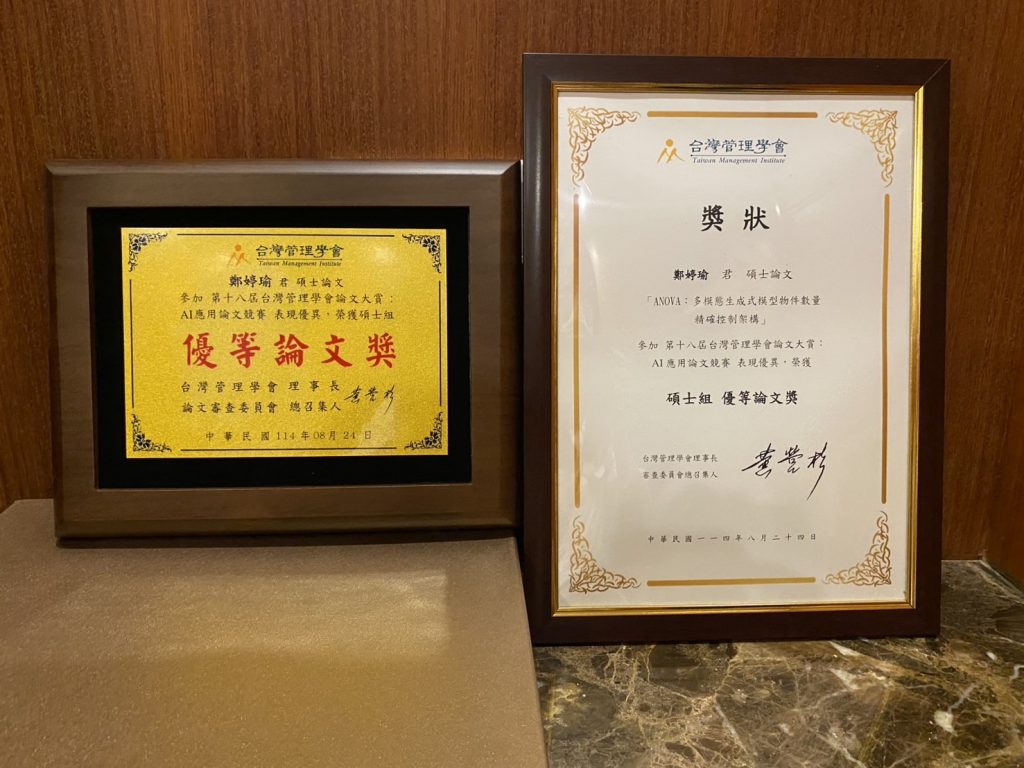 台灣管理學會
Taiwan Management Institute
鄭婷瑜 君 碩士論文
參加 第十八屆台灣管理學會論文大賞：
AI應用論文競賽 表現優異，榮獲碩士組
優等論文獎
台灣管理學會 理事長
論文審查委員會 總召集人
中華民國114年08月24日
台灣管理學會
Taiwan Management Institute
獎狀
鄭婷瑜 君 碩士論文
「ANOVA：多模態生成式模型物件數量
精確控制架構」
參加 第十八屆台灣管理學會論文大賞：
AI應用論文競賽 表現優異，榮獲
碩士組 優等論文獎
台灣管理學會理事長
審查委員會總召集人
中華民國一一四年八月二十四日